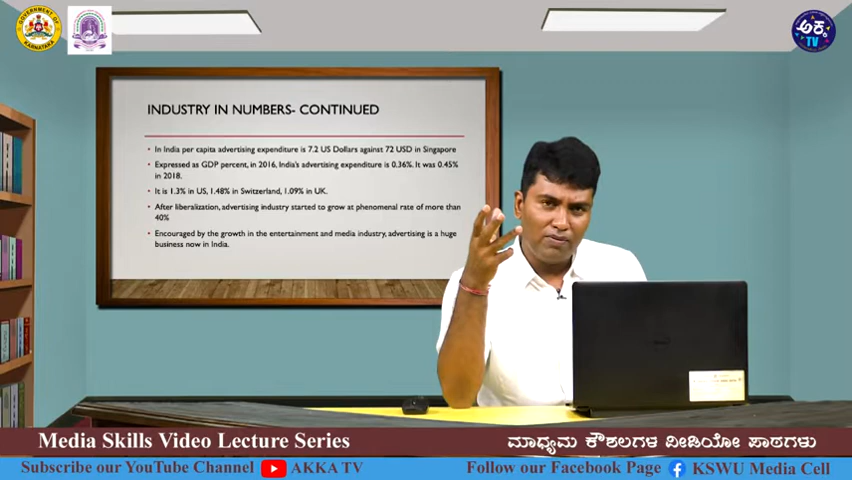 GOVERNMENT OF
KARNATAKA
ಅಕ್ಕ
TV
INDUSTRY IN NUMBERS- CONTINUED
• In India per capita advertising expenditure is 7.2 US Dollars against 72 USD in Singapore
• Expressed as GDP percent, in 2016, India's advertising expenditure is 0.36%. It was 0.45%
in 2018.
• It is 1.3% in US, 1.48% in Switzerland, 1.09% in UK.
• After liberalization, advertising industry started to grow at phenomenal rate of more than
40%
• Encouraged by the growth in the entertainment and media industry, advertising is a huge
business now in India.
Media Skills Video Lecture Series
ಮಾಧ್ಯಮ ಕೌಶಲಗಳ ವೀಡಿಯೋ ಪಾಠಗಳು
Subscribe our YouTube Channel AKKA TV
Follow our Facebook Page KSWU Media Cell